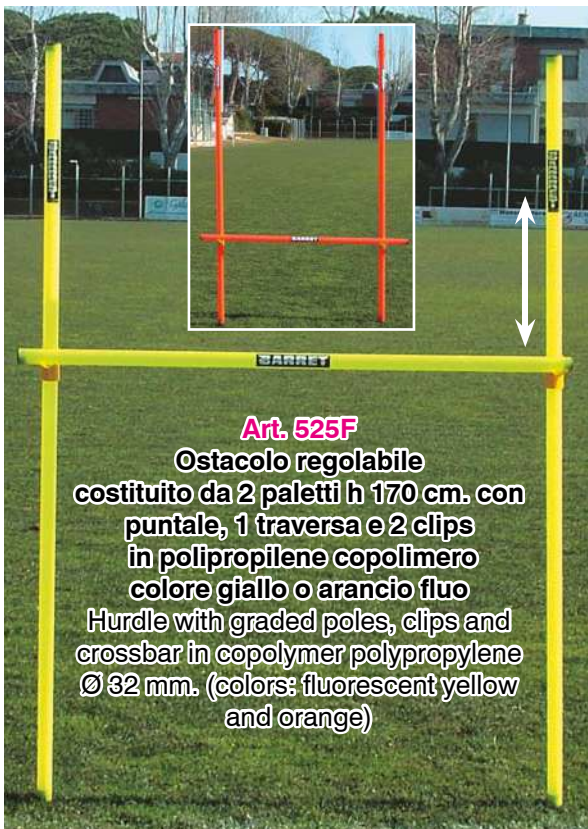 BARRET
Art. 525F
Ostacolo regolabile
costituito da 2 paletti h 170 cm. con
puntale, 1 traversa e 2 clips
in polipropilene copolimero
colore giallo o arancio fluo
Hurdle with graded poles, clips and
crossbar in copolymer polypropylene
Ø 32 mm. (colors: fluorescent yellow
and orange)